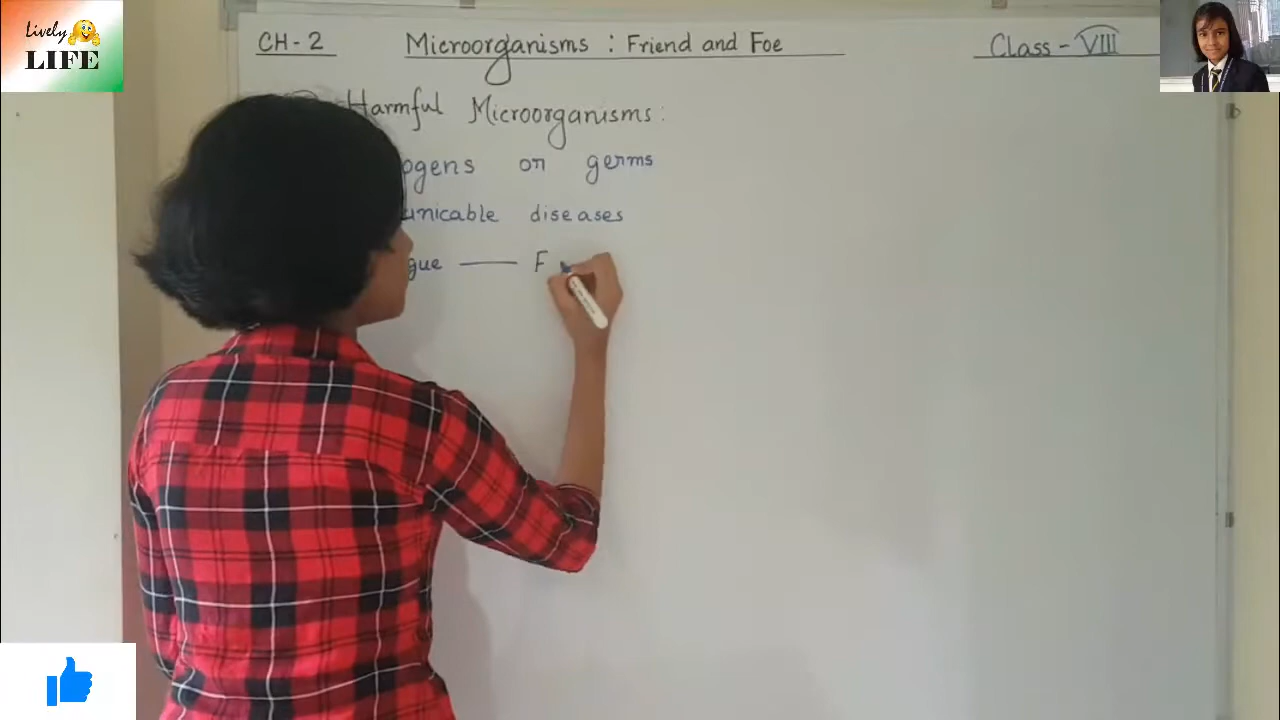 Lively
LIFE
CH-2 Microorganisms : Friend and Foe Class - VIII
Harmful Microorganisms :
ogens or germs
unicable diseases
gue — F